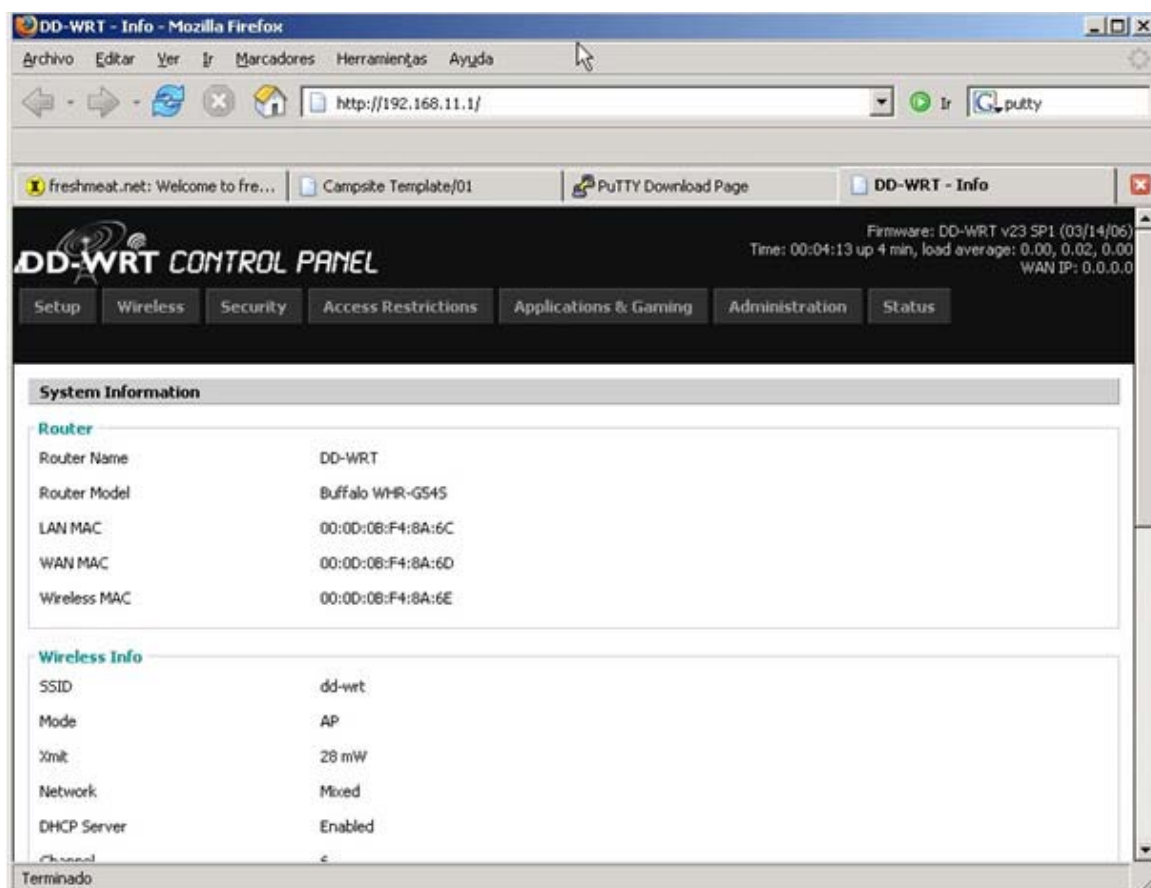 DD-WRT - Info - Mozilla Firefox
Archivo Editar Ver Ir Marcadores Herramientas Ayuda
http://192.168.11.1/ Ir G putty
freshmeat.net: Welcome to fre... Campsite Template/01 PuTTY Download Page DD-WRT - Info
Firmware: DD-WRT v23 SP1 (03/14/06)
Time: 00:04:13 up 4 min, load average: 0.00, 0.02, 0.00
WAN IP: 0.0.0.0
DD-WRT CONTROL PANEL
Setup Wireless Security Access Restrictions Applications & Gaming Administration Status
System Information
Router
Router Name DD-WRT
Router Model Buffalo WHR-G54S
LAN MAC 00:0D:0B:F4:8A:6C
WAN MAC 00:0D:0B:F4:8A:6D
Wireless MAC 00:0D:0B:F4:8A:6E
Wireless Info
SSID dd-wrt
Mode AP
Xmit 28 mW
Network Mixed
DHCP Server Enabled
Channel 6
Terminado